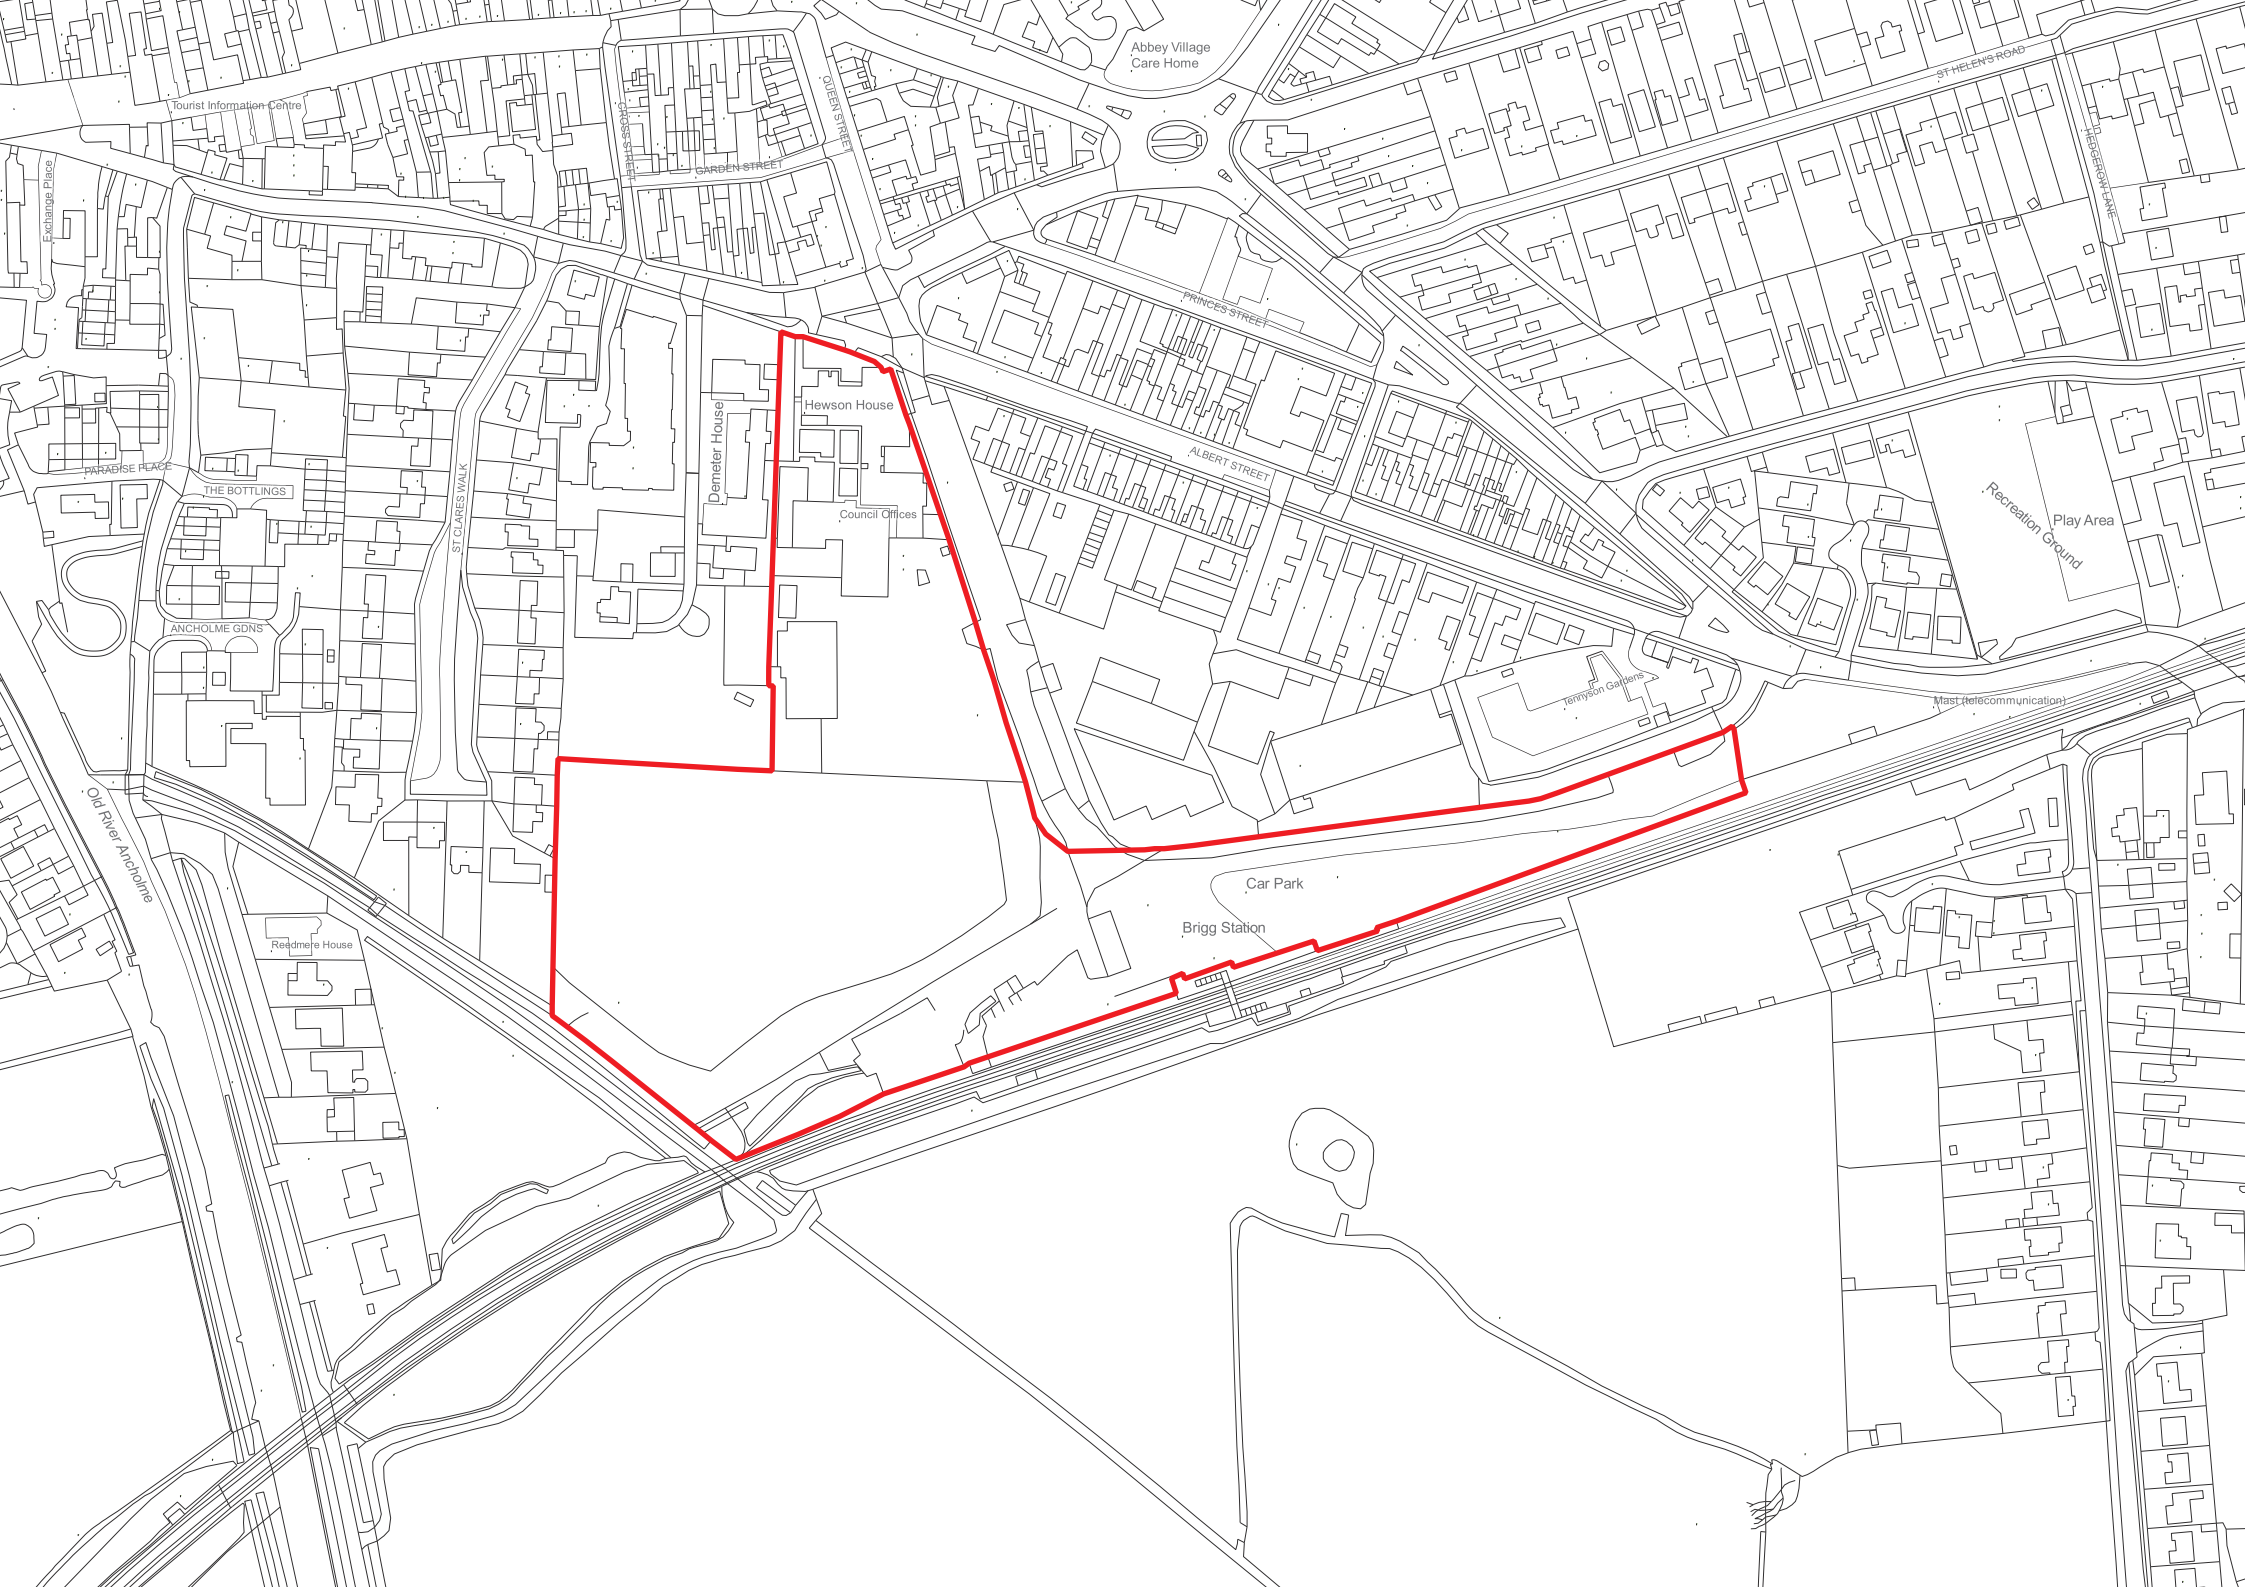 Abbey Village
Care Home
ST HELEN'S ROAD
Tourist Information Centre
CROSS STREET
QUEEN STREET
GARDEN STREET
HEDGEROW LANE
Exchange Place
PRINCES STREET
Hewson House
Demeter House
ALBERT STREET
PARADISE PLACE
THE BOTTLINGS
ST CLARES WALK
Council Offices
Recreation Ground
Play Area
ANCHOLME GDNS
Tennyson Gardens
Mast (telecommunication)
Old River Ancholme
Car Park
Brigg Station
Reedmere House